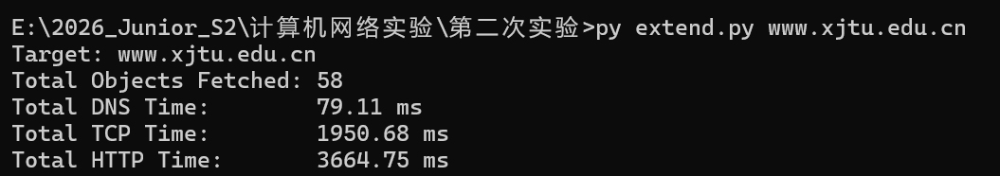 E:\2026_Junior_S2\计算机网络实验\第二次实验>py extend.py www.xjtu.edu.cn
Target: www.xjtu.edu.cn
Total Objects Fetched: 58
Total DNS Time:        79.11 ms
Total TCP Time:        1950.68 ms
Total HTTP Time:       3664.75 ms